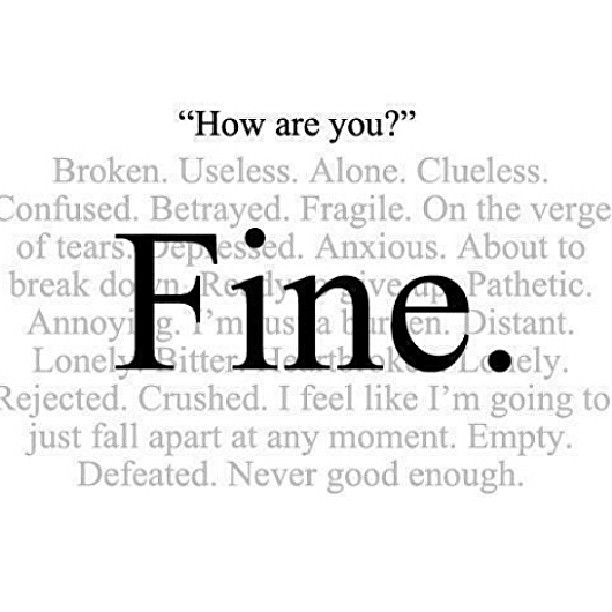 “How are you?”
Broken. Useless. Alone. Clueless.
Confused. Betrayed. Fragile. On the verge
of tears. Depressed. Anxious. About to
break down. Ready to give up. Pathetic.
Annoying. I’m just a burden. Distant.
Lonely. Bitter. Heartbroken. Lonely.
Rejected. Crushed. I feel like I’m going to
just fall apart at any moment. Empty.
Defeated. Never good enough.
Fine.